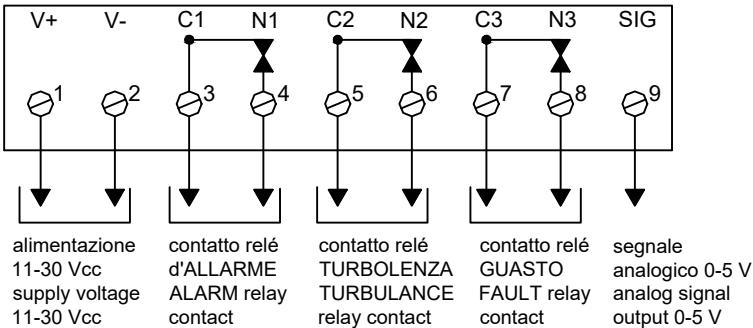 V+ V- C1 N1 C2 N2 C3 N3 SIG
1 2 3 4 5 6 7 8 9
alimentazione
11-30 Vcc
supply voltage
11-30 Vcc
contatto relé
d'ALLARME
ALARM relay
contact
contatto relé
TURBOLENZA
TURBULANCE
relay contact
contatto relé
GUASTO
FAULT relay
contact
segnale
analogico 0-5 V
analog signal
output 0-5 V